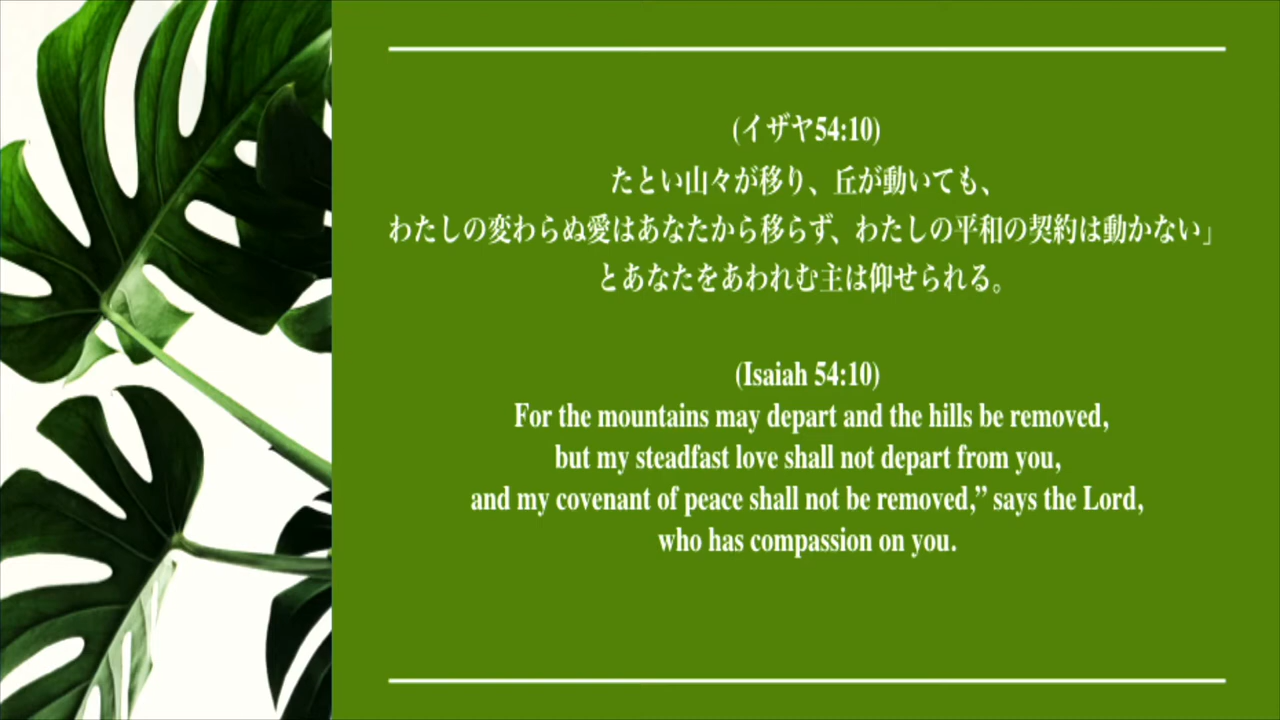 (イザヤ54:10)
たとい山々が移り、丘が動いても、
わたしの変わらぬ愛はあなたから移らず、わたしの平和の契約は動かない」
とあなたをあわれむ主は仰せられる。
(Isaiah 54:10)
For the mountains may depart and the hills be removed,
but my steadfast love shall not depart from you,
and my covenant of peace shall not be removed,” says the Lord,
who has compassion on you.